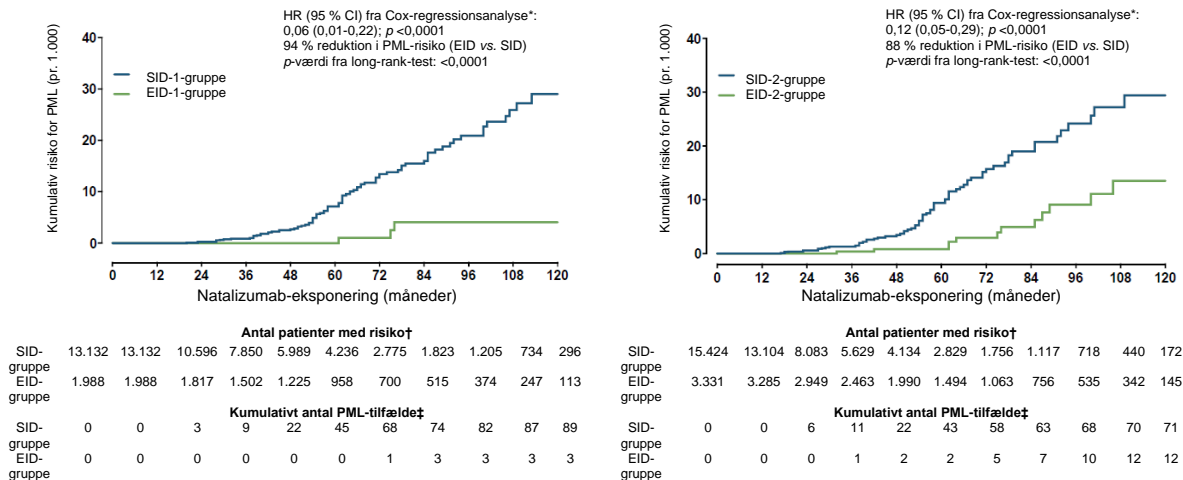 HR (95 % CI) fra Cox-regressionsanalyse*:
0,06 (0,01-0,22); p <0,0001
94 % reduktion i PML-risiko (EID vs. SID)
p-værdi fra long-rank-test: <0,0001
SID-1-gruppe
EID-1-gruppe
Kumulativ risiko for PML (pr. 1.000)
40
30
20
10
0
0 12 24 36 48 60 72 84 96 108 120
Natalizumab-eksponering (måneder)
Antal patienter med risiko†
SID-gruppe 13.132 13.132 10.596 7.850 5.989 4.236 2.775 1.823 1.205 734 296
EID-gruppe 1.988 1.988 1.817 1.502 1.225 958 700 515 374 247 113
Kumulativt antal PML-tilfælde‡
SID-gruppe 0 0 3 9 22 45 68 74 82 87 89
EID-gruppe 0 0 0 0 0 0 1 3 3 3 3
HR (95 % CI) fra Cox-regressionsanalyse*:
0,12 (0,05-0,29); p <0,0001
88 % reduktion i PML-risiko (EID vs. SID)
p-værdi fra long-rank-test: <0,0001
SID-2-gruppe
EID-2-gruppe
Kumulativ risiko for PML (pr. 1.000)
40
30
20
10
0
0 12 24 36 48 60 72 84 96 108 120
Natalizumab-eksponering (måneder)
Antal patienter med risiko†
SID-gruppe 15.424 13.104 8.083 5.629 4.134 2.829 1.756 1.117 718 440 172
EID-gruppe 3.331 3.285 2.949 2.463 1.990 1.494 1.063 756 535 342 145
Kumulativt antal PML-tilfælde‡
SID-gruppe 0 0 6 11 22 43 58 63 68 70 71
EID-gruppe 0 0 0 1 2 2 5 7 10 12 12